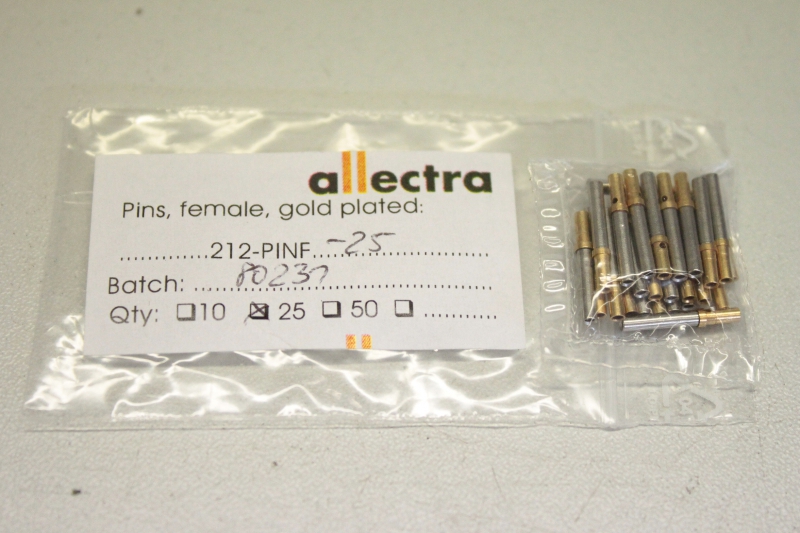 allectra
Pins, female, gold plated:
.............212-PINF -25..................
Batch: ...80237...........................
Qty: ☐10 ☒ 25 ☐ 50 ☐ ...............